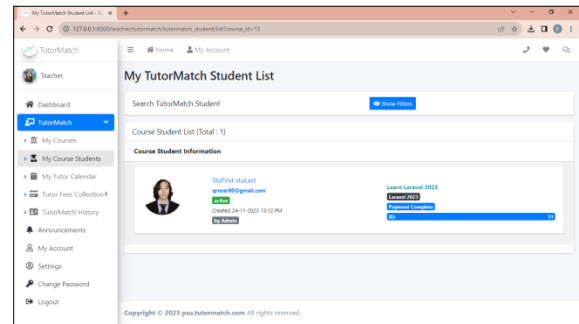 My TutorMatch Student List - S
127.0.0.1:8000/teacher/tutormatch/tutormatch_student/list?course_id=13
TutorMatch
Home
My Account
Teacher
Dashboard
TutorMatch
My Courses
My Course Students
My Tutor Calendar
Tutor Fees Collection
TutorMatch History
Announcements
My Account
Settings
Change Password
Logout
My TutorMatch Student List
Search TutorMatch Student
Show Filters
Course Student List (Total : 1)
Course Student Information
StuFirst stuLast
active
Created 24-11-2023 13:12 PM
by Admin
Learn Laravel 2023
Laravel 2023
Payment Complete
Copyright © 2023 psu.tutormatch.com All rights reserved.